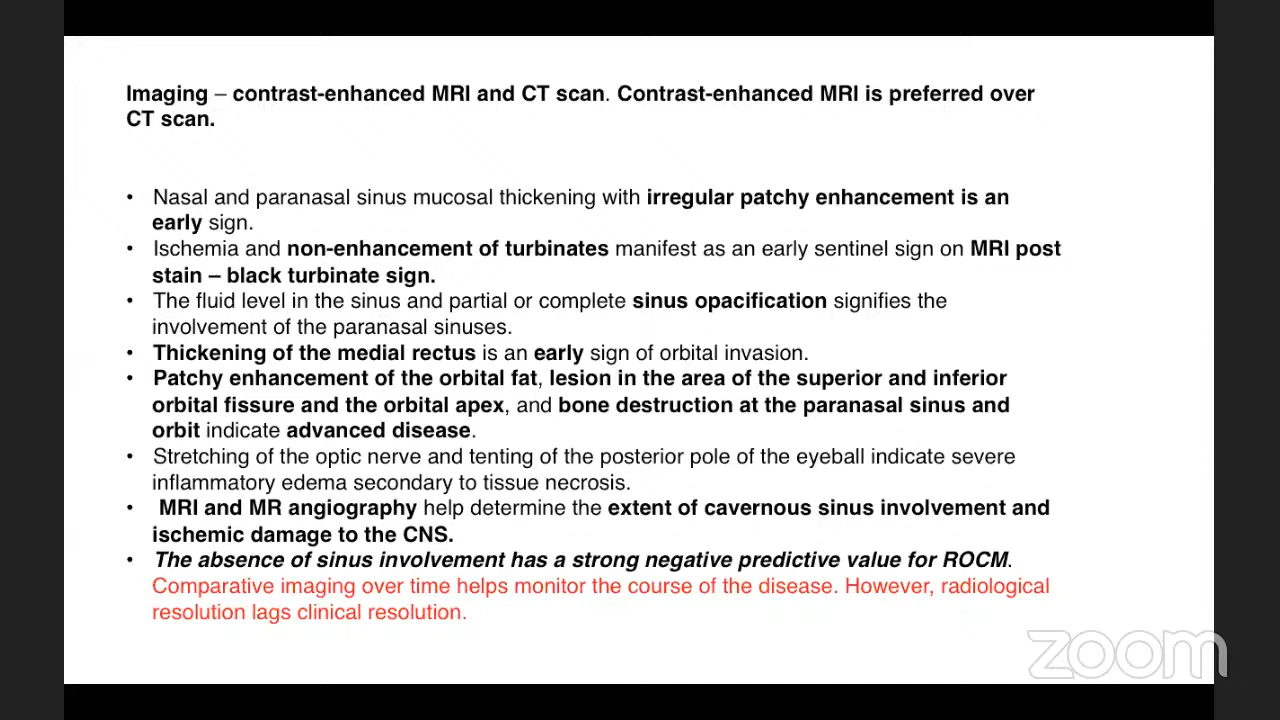 Imaging – contrast-enhanced MRI and CT scan. Contrast-enhanced MRI is preferred over
CT scan.
• Nasal and paranasal sinus mucosal thickening with irregular patchy enhancement is an
early sign.
• Ischemia and non-enhancement of turbinates manifest as an early sentinel sign on MRI post
stain – black turbinate sign.
• The fluid level in the sinus and partial or complete sinus opacification signifies the
involvement of the paranasal sinuses.
• Thickening of the medial rectus is an early sign of orbital invasion.
• Patchy enhancement of the orbital fat, lesion in the area of the superior and inferior
orbital fissure and the orbital apex, and bone destruction at the paranasal sinus and
orbit indicate advanced disease.
• Stretching of the optic nerve and tenting of the posterior pole of the eyeball indicate severe
inflammatory edema secondary to tissue necrosis.
• MRI and MR angiography help determine the extent of cavernous sinus involvement and
ischemic damage to the CNS.
• The absence of sinus involvement has a strong negative predictive value for ROCM.
Comparative imaging over time helps monitor the course of the disease. However, radiological
resolution lags clinical resolution.
zoom